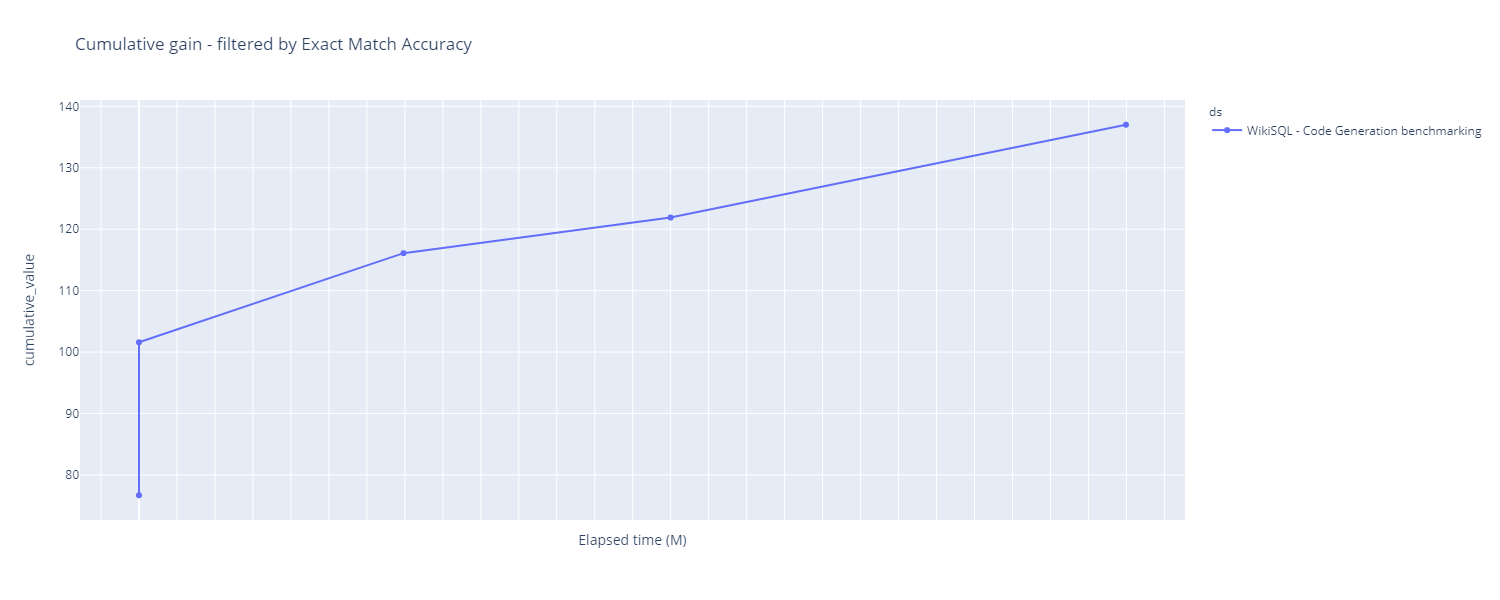 Cumulative gain - filtered by Exact Match Accuracy
140
130
120
110
100
90
80
cumulative_value
Elapsed time (M)
ds
WikiSQL - Code Generation benchmarking